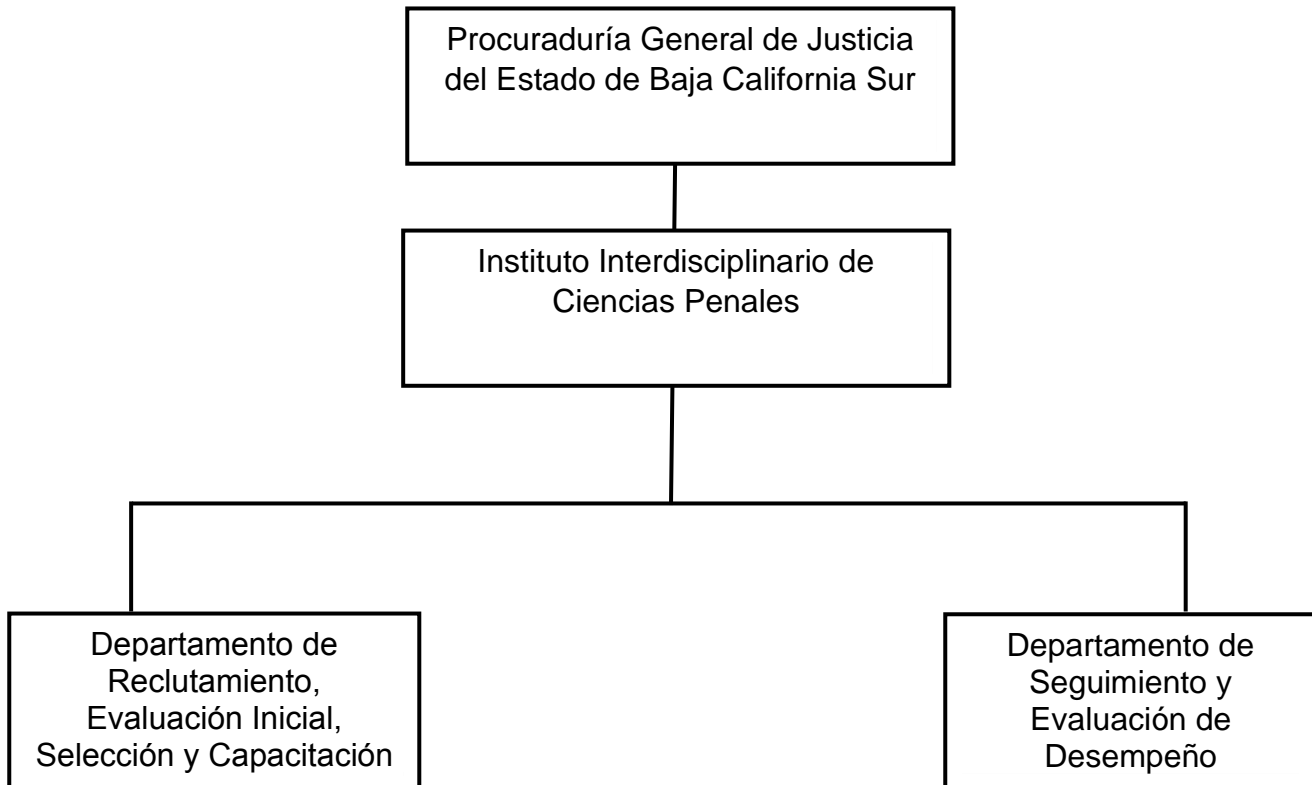 Procuraduría General de Justicia
del Estado de Baja California Sur
Instituto Interdisciplinario de
Ciencias Penales
Departamento de
Reclutamiento,
Evaluación Inicial,
Selección y Capacitación
Departamento de
Seguimiento y
Evaluación de
Desempeño